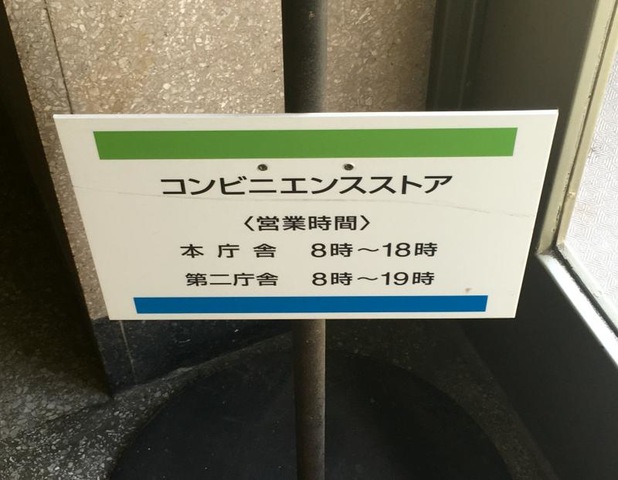 コンビニエンスストア
〈営業時間〉
本庁舎 8時～18時
第二庁舎 8時～19時